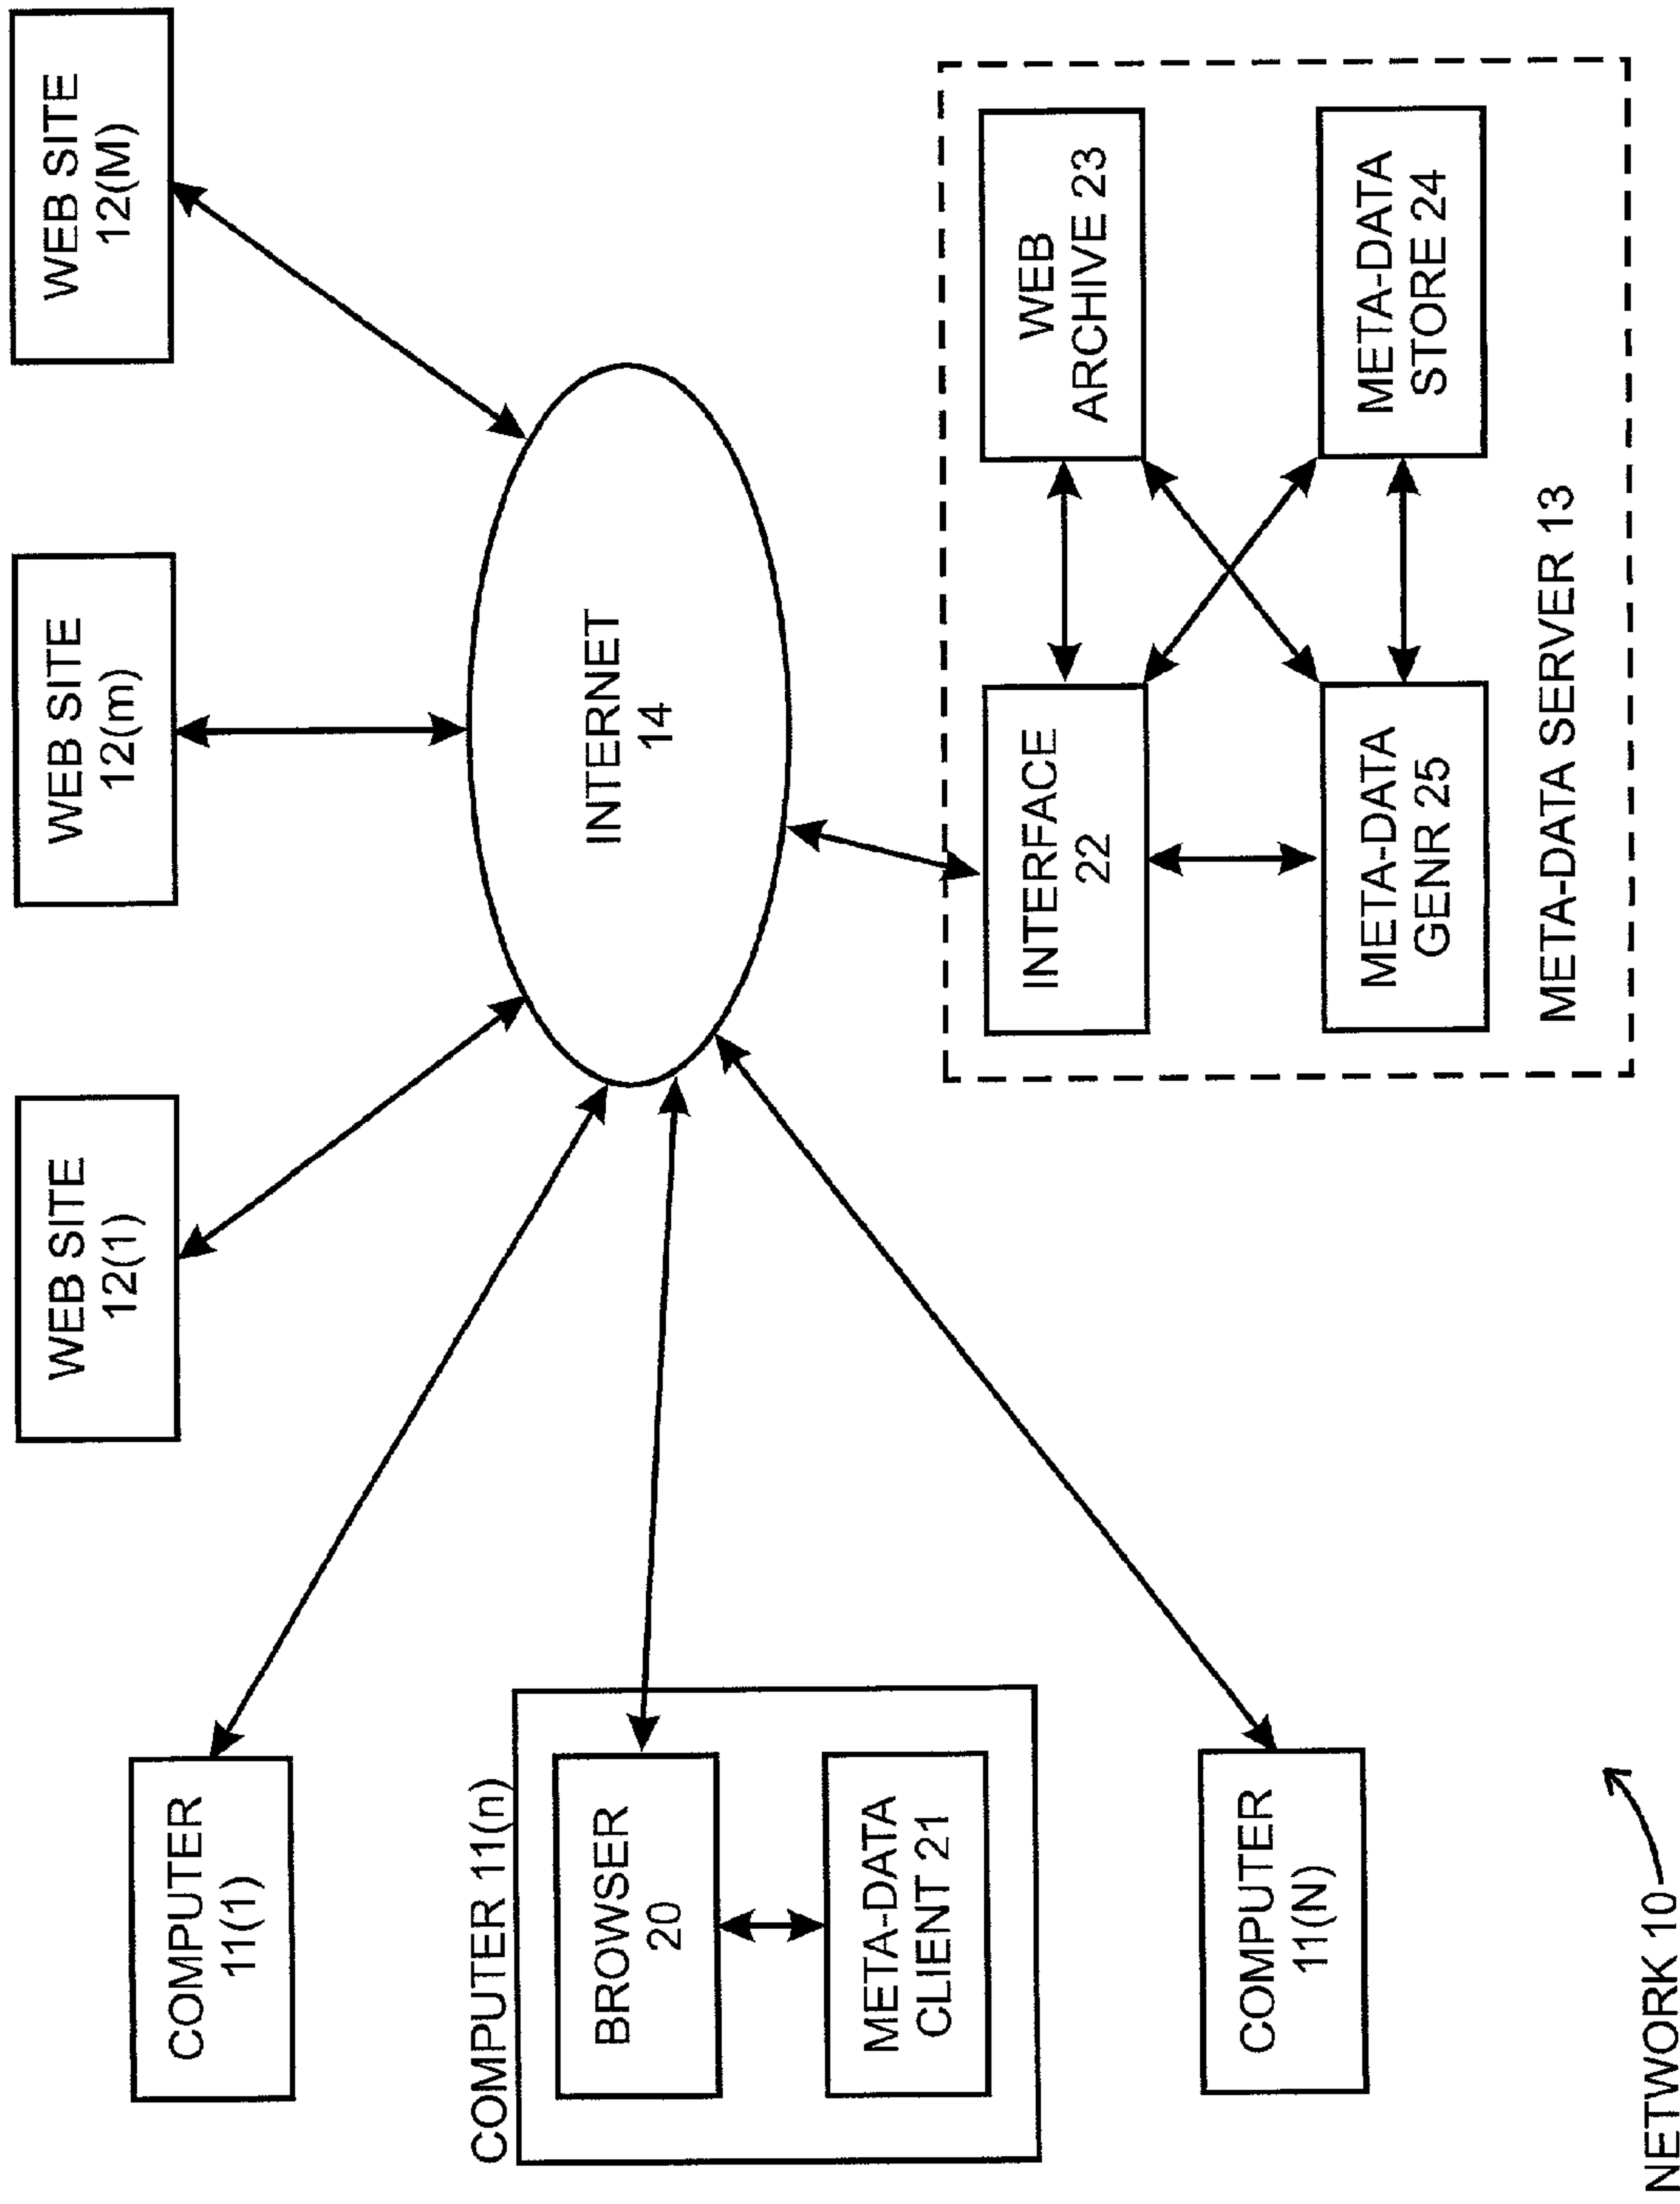 WEB SITE
12(1)
WEB SITE
12(m)
WEB SITE
12(M)
COMPUTER
11(1)
COMPUTER 11(n)
BROWSER
20
META-DATA
CLIENT 21
COMPUTER
11(N)
INTERNET
14
INTERFACE
22
WEB
ARCHIVE 23
META-DATA
GENR 25
META-DATA
STORE 24
META-DATA SERVER 13
NETWORK 10